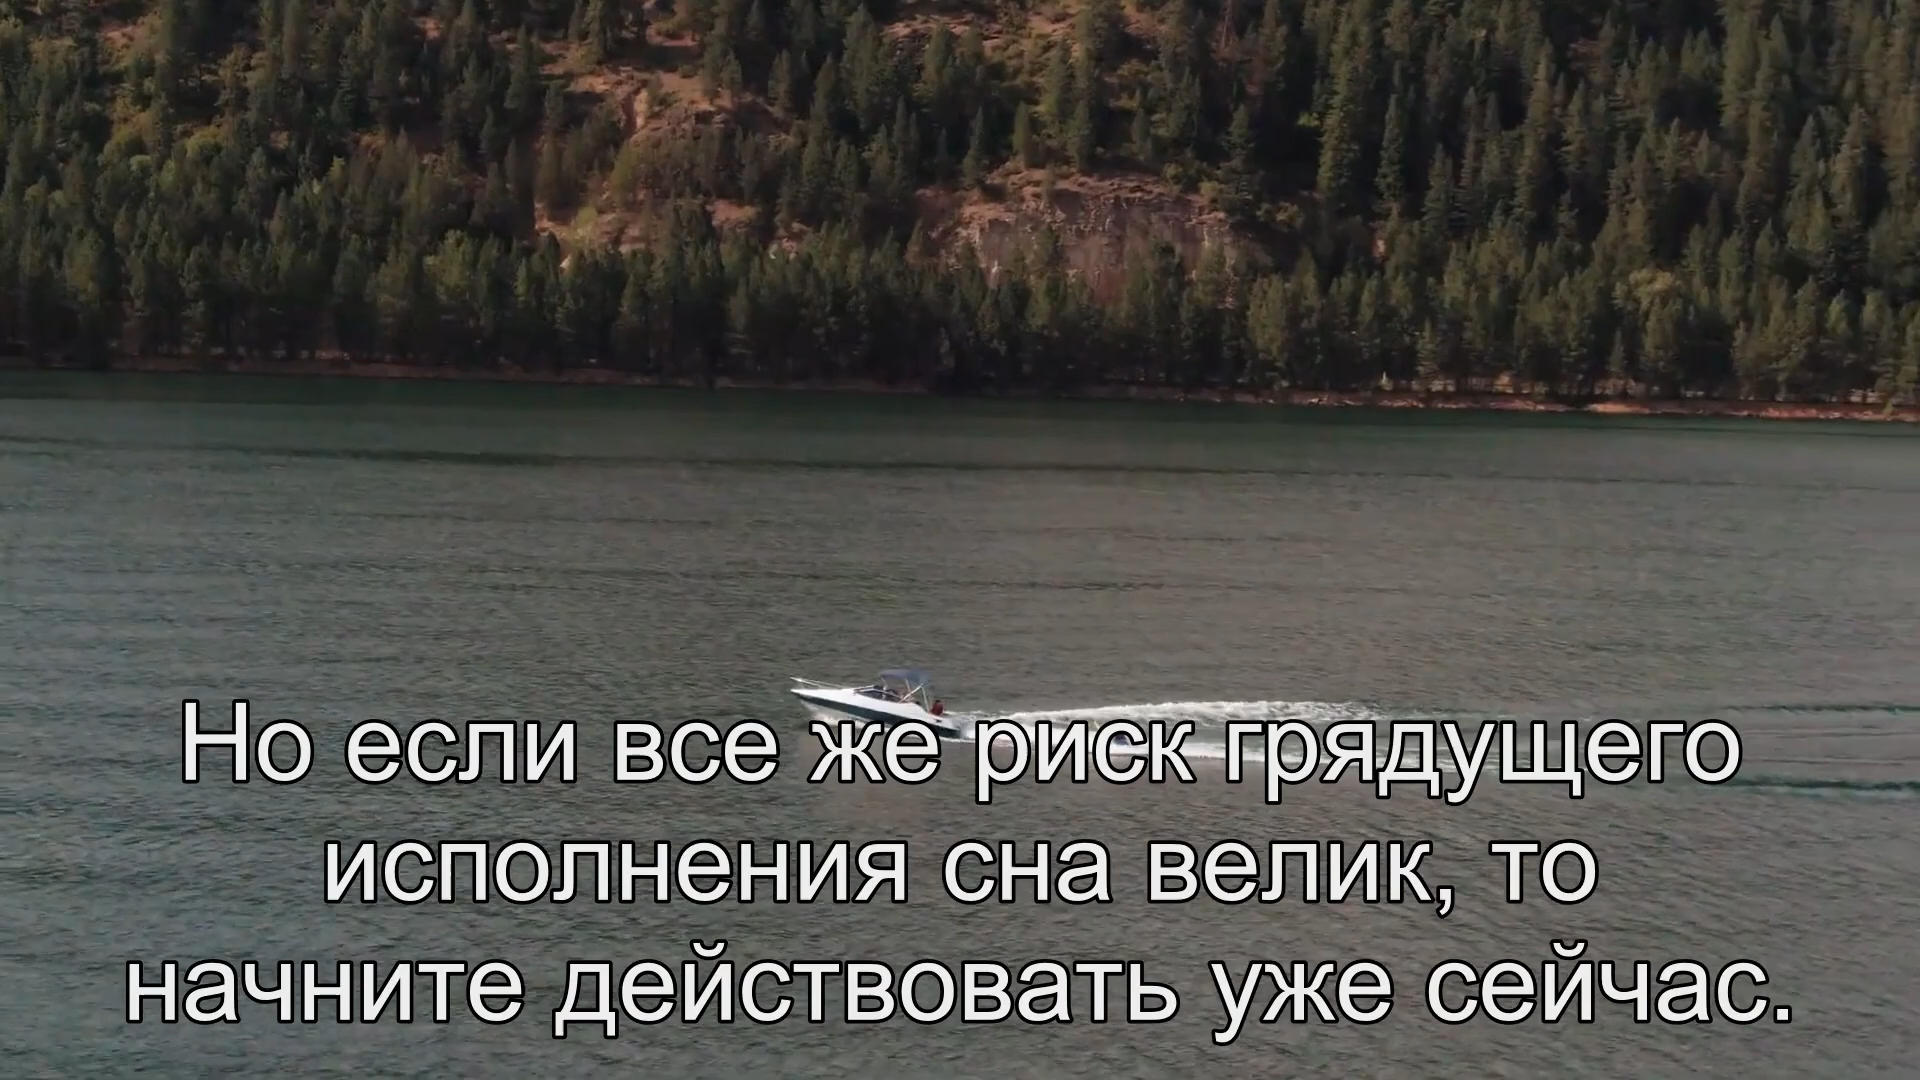 Но если все же риск грядущего
исполнения сна велик, то
начните действовать уже сейчас.